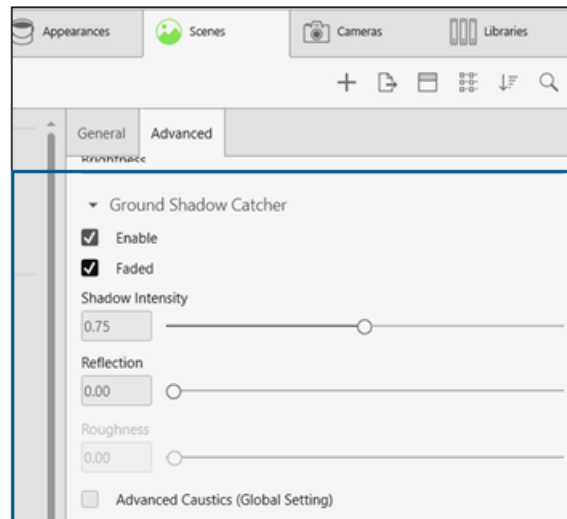 Appearances
Scenes
Cameras
Libraries
General
Advanced
Brightness
Ground Shadow Catcher
Enable
Faded
Shadow Intensity
0.75
Reflection
0.00
Roughness
0.00
Advanced Caustics (Global Setting)